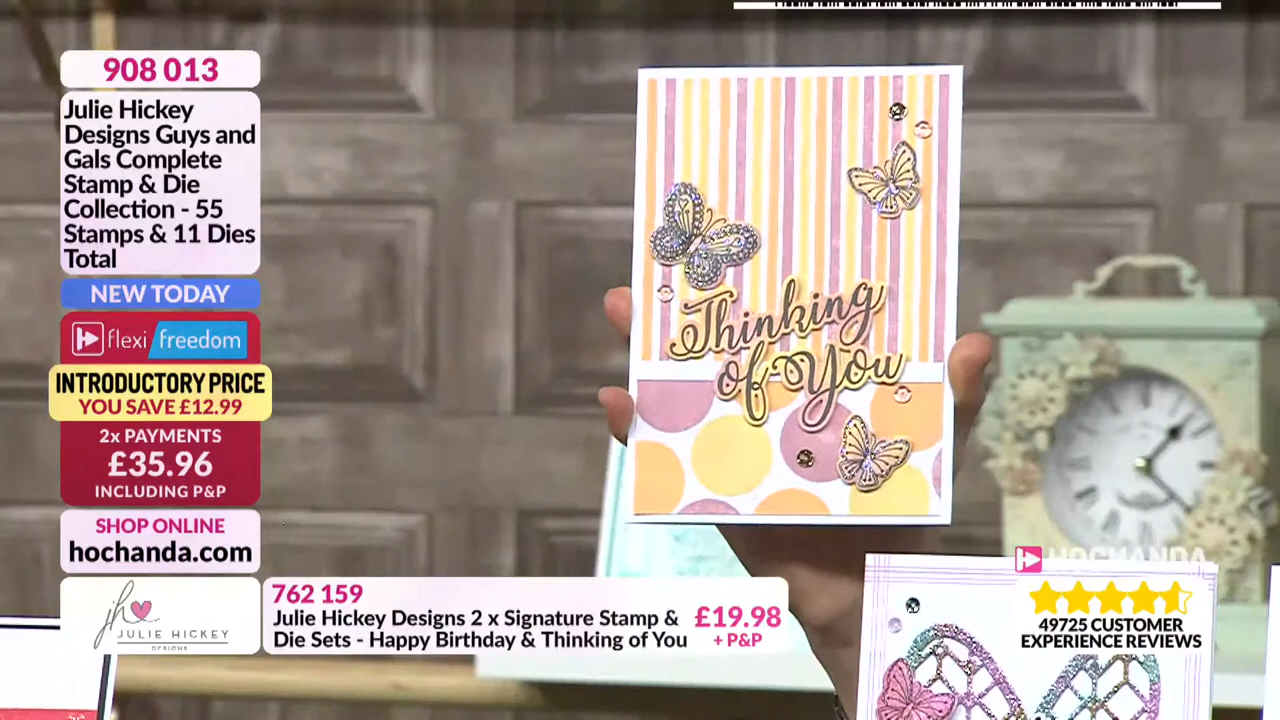 908 013
Julie Hickey
Designs Guys and
Gals Complete
Stamp & Die
Collection - 55
Stamps & 11 Dies
Total
NEW TODAY
flexi freedom
INTRODUCTORY PRICE
YOU SAVE £12.99
2x PAYMENTS
£35.96
INCLUDING P&P
SHOP ONLINE
hochanda.com
jh
JULIE HICKEY
DESIGNS
762 159
Julie Hickey Designs 2 x Signature Stamp &
Die Sets - Happy Birthday & Thinking of You
£19.98
+ P&P
Thinking
of You
HOCHANDA
49725 CUSTOMER
EXPERIENCE REVIEWS